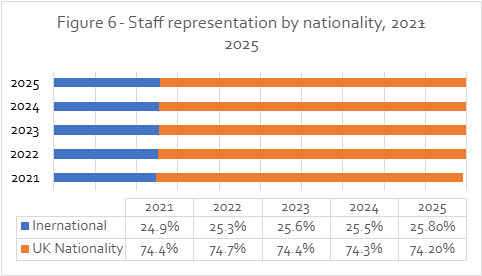 Figure 6 - Staff representation by nationality, 2021
2025
2025
2024
2023
2022
2021
2021 2022 2023 2024 2025
Inernational 24.9% 25.3% 25.6% 25.5% 25.80%
UK Nationality 74.4% 74.7% 74.4% 74.3% 74.20%